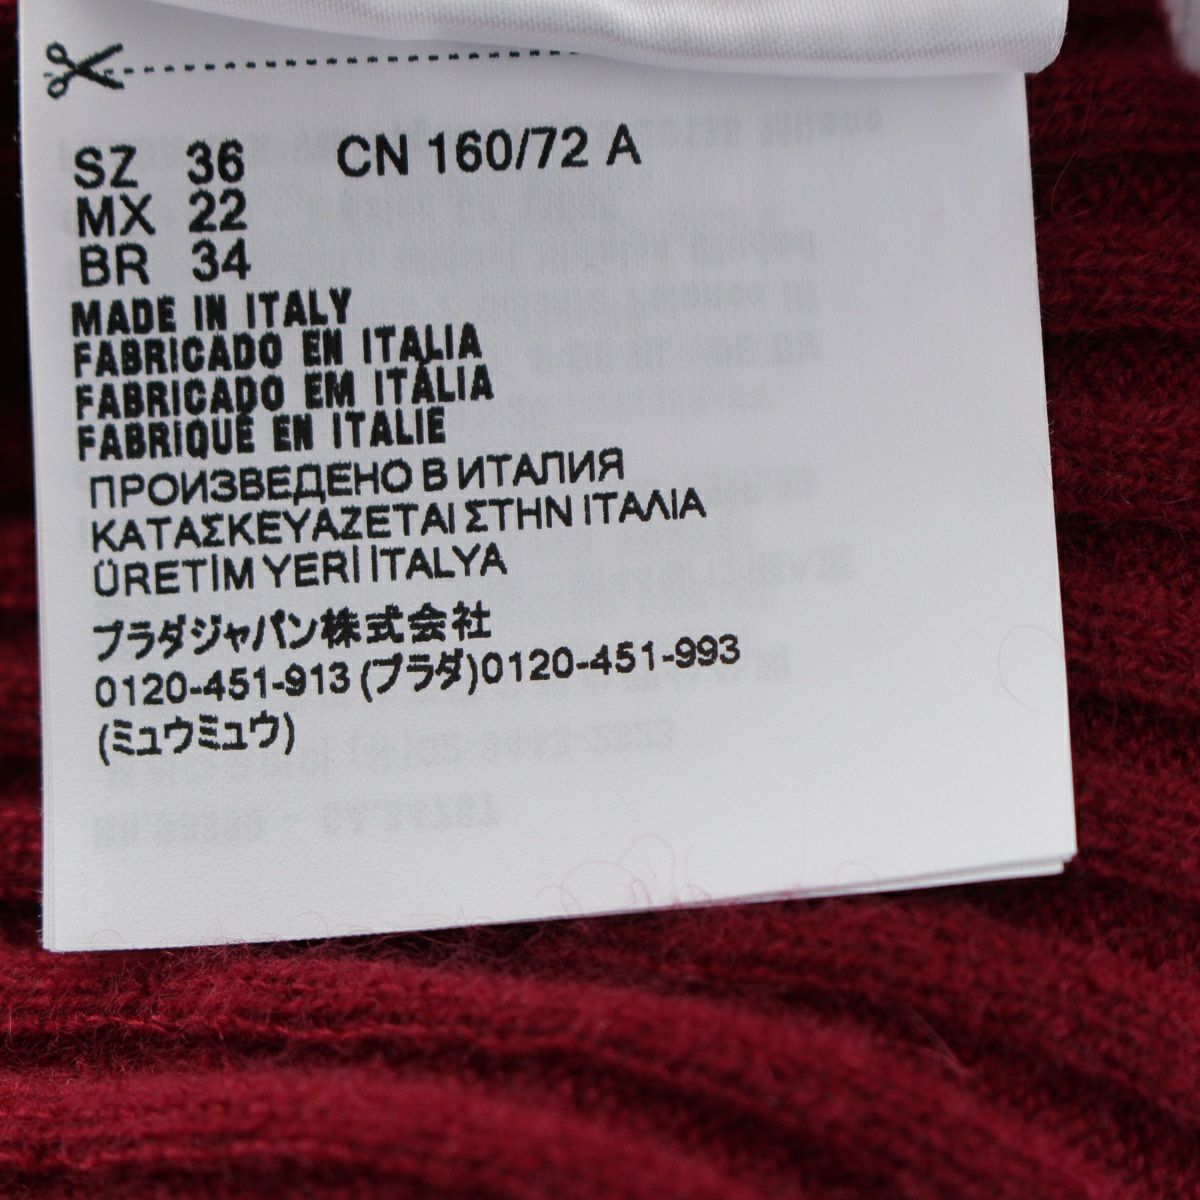 SZ 36 CN 160/72 A
MX 22
BR 34
MADE IN ITALY
FABRICADO EN ITALIA
FABRICADO EM ITÁLIA
FABRIQUÉ EN ITALIE
ПРОИЗВЕДЕНО В ИТАЛИЯ
ΚΑΤΑΣΚΕΥΑΖΕΤΑΙ ΣΤΗΝ ΙΤΑΛΙΑ
ÜRETİM YERİ İTALYA
プラダジャパン株式会社
0120-451-913 (プラダ)0120-451-993
(ミュウミュウ)